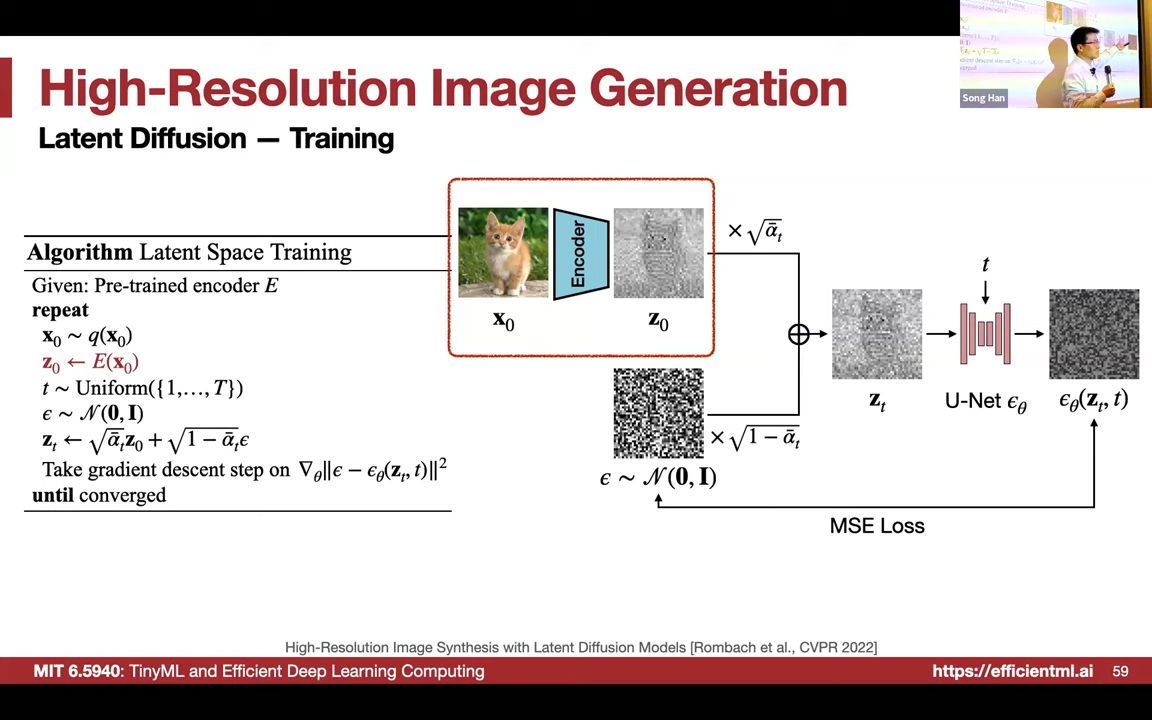 High-Resolution Image Generation
Latent Diffusion — Training
Song Han
Algorithm Latent Space Training
Given: Pre-trained encoder E
repeat
x₀ ∼ q(x₀)
z₀ ← E(x₀)
t ∼ Uniform({1,…,T})
ϵ ∼ 𝒩(0, I)
z_t ← √ᾱ_t z₀ + √1 − ᾱ_t ϵ
Take gradient descent step on ∇_θ‖ϵ − ϵ_θ(z_t, t)‖²
until converged
Encoder
x₀
z₀
× √ᾱ_t
ϵ ∼ 𝒩(0, I)
× √1 − ᾱ_t
z_t
t
U-Net ϵ_θ
ϵ_θ(z_t, t)
MSE Loss
High-Resolution Image Synthesis with Latent Diffusion Models [Rombach et al., CVPR 2022]
MIT 6.5940: TinyML and Efficient Deep Learning Computing
https://efficientml.ai
59